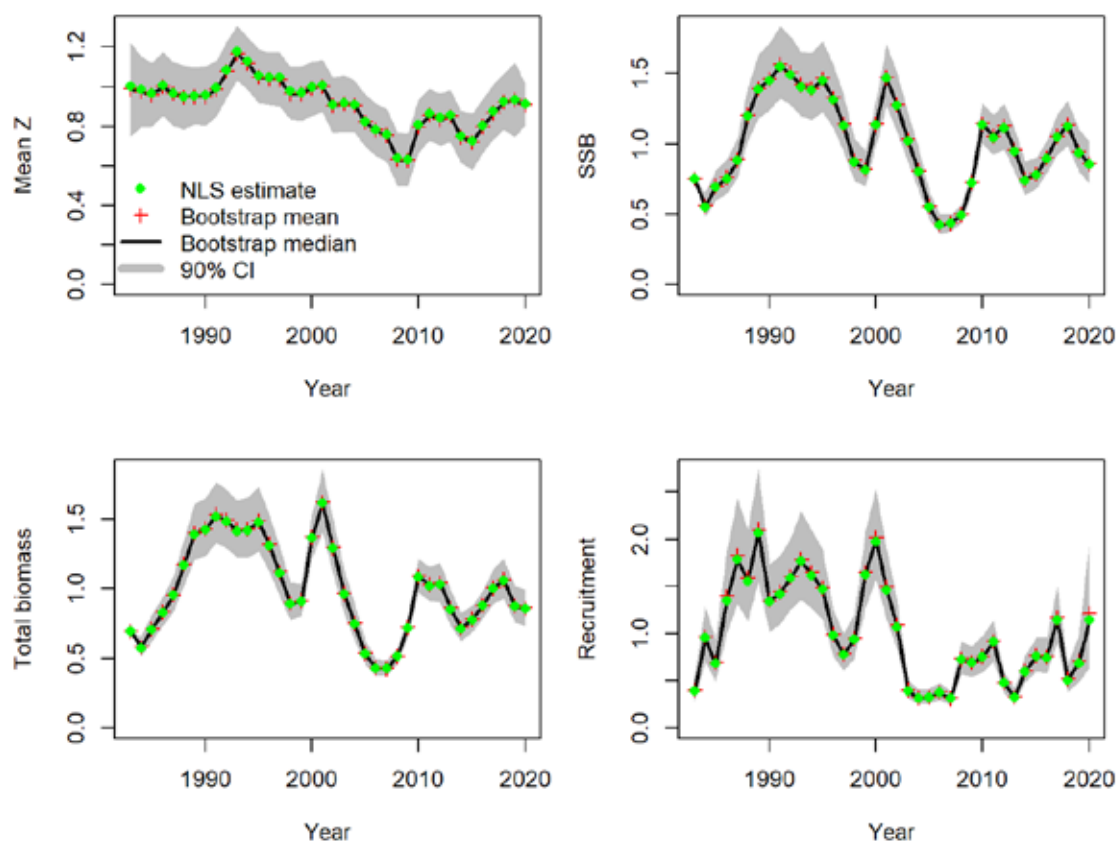 Mean Z
0.0 0.4 0.8 1.2
NLS estimate
Bootstrap mean
Bootstrap median
90% CI
1990 2000 2010 2020
Year
SSB
0.0 0.5 1.0 1.5
1990 2000 2010 2020
Year
Total biomass
0.0 0.5 1.0 1.5
1990 2000 2010 2020
Year
Recruitment
0.0 1.0 2.0
1990 2000 2010 2020
Year